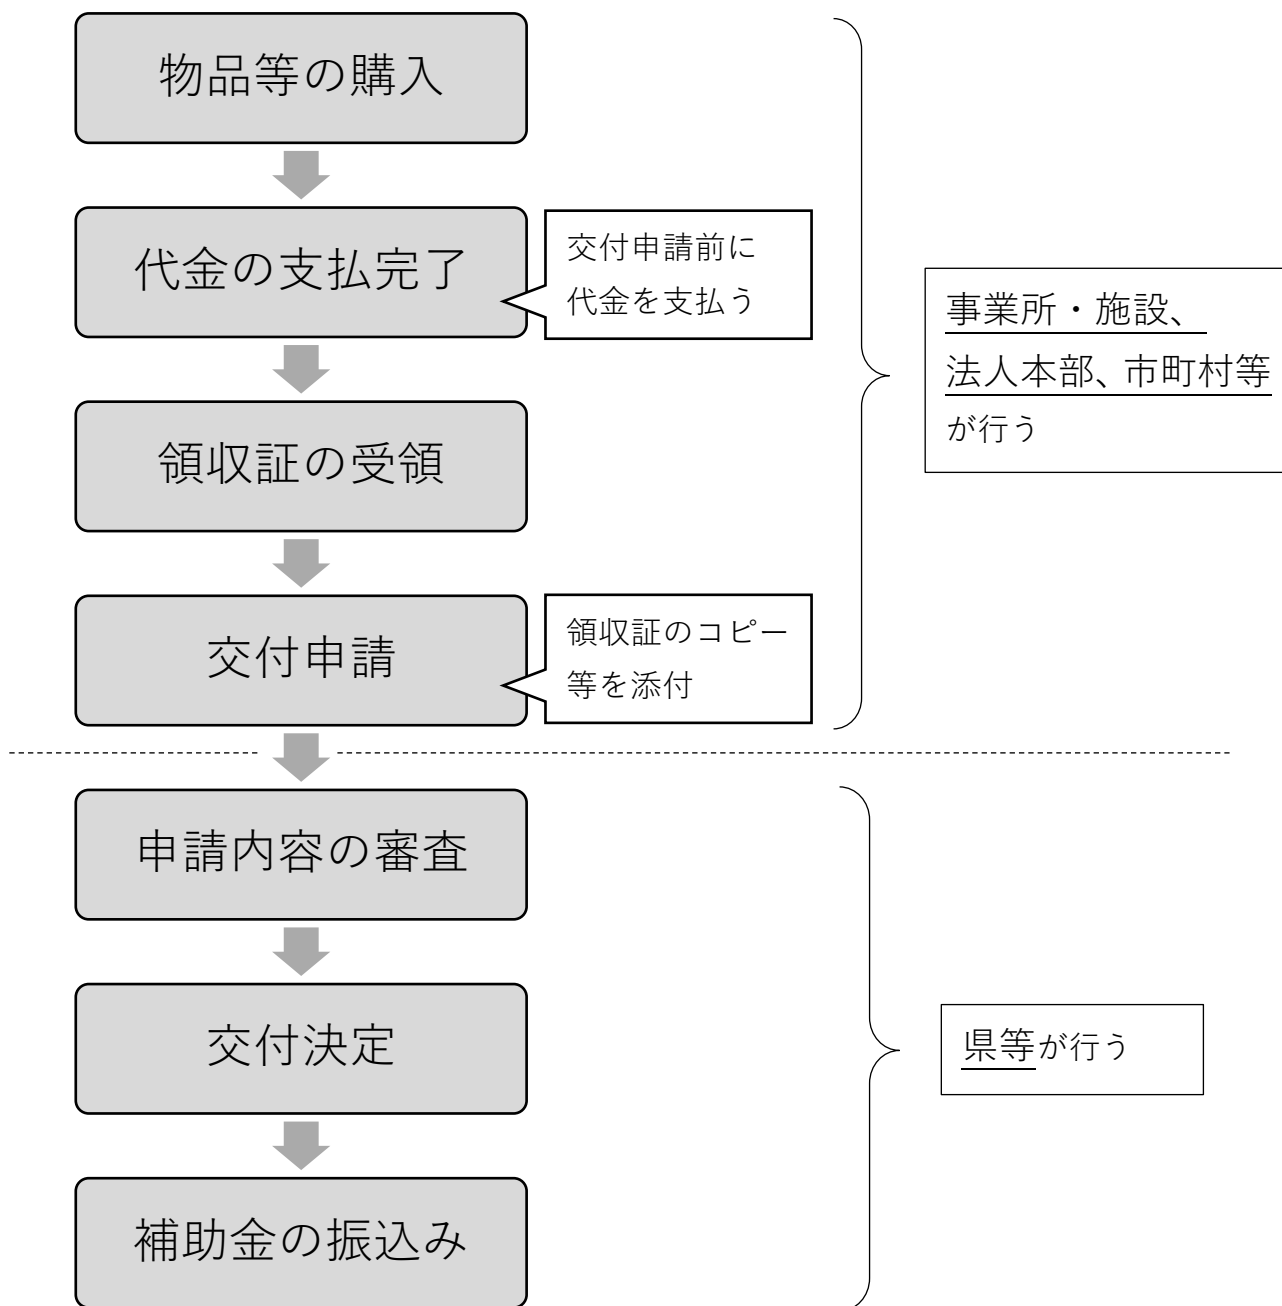 物品等の購入
代金の支払完了
交付申請前に
代金を支払う
領収証の受領
交付申請
領収証のコピー
等を添付
事業所・施設、
法人本部、市町村等
が行う
申請内容の審査
交付決定
補助金の振込み
県等が行う